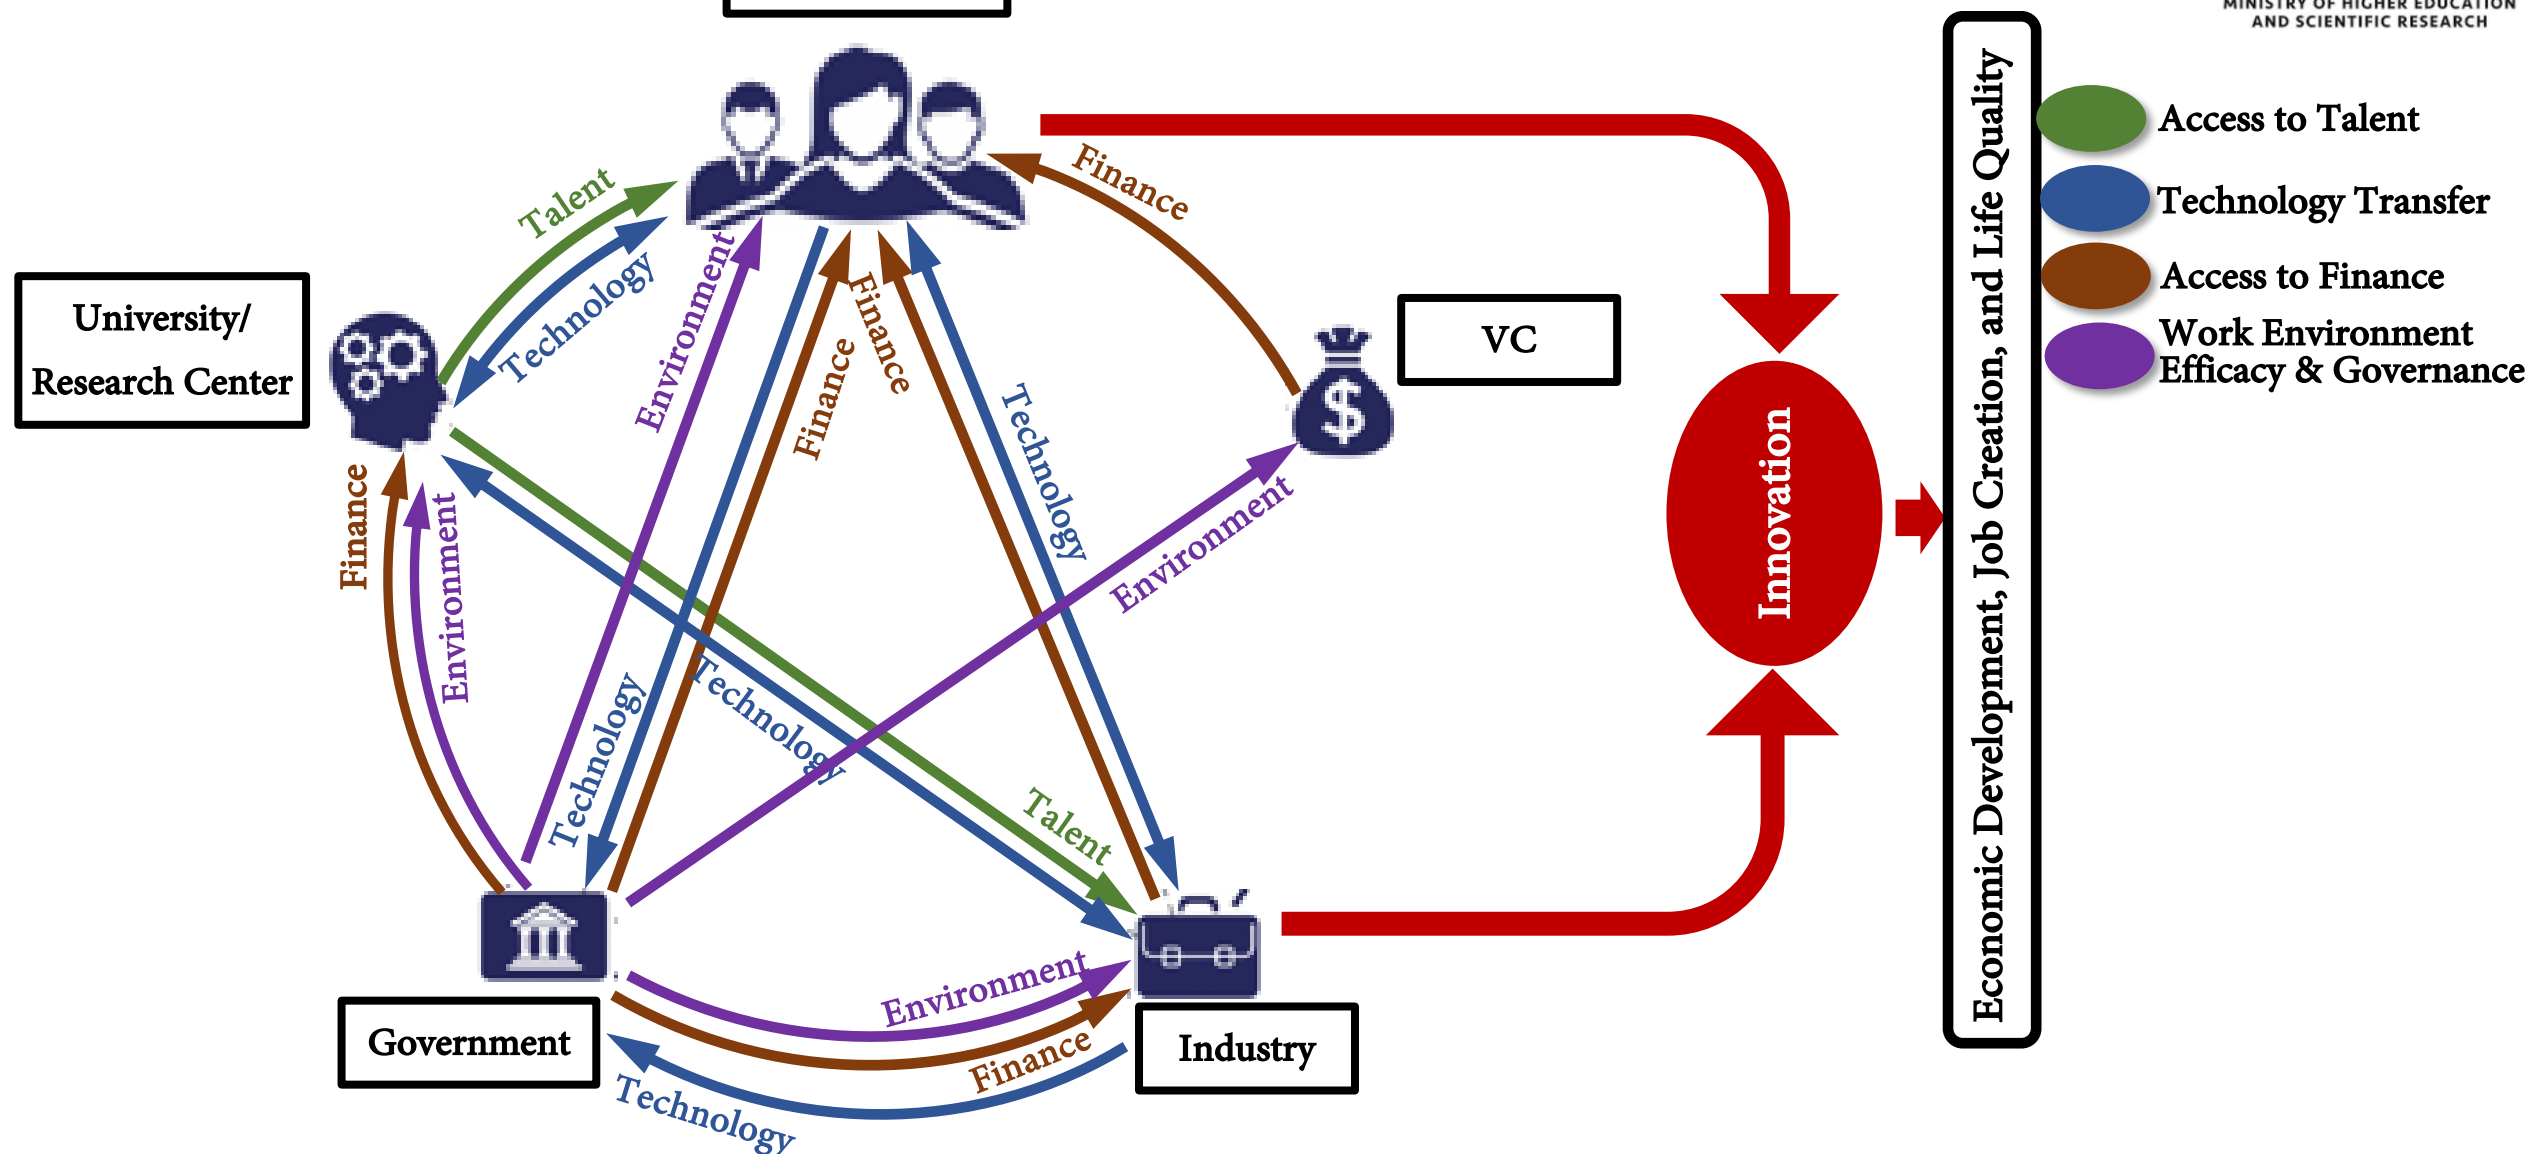 MINISTRY OF HIGHER EDUCATION
AND SCIENTIFIC RESEARCH
Access to Talent
Technology Transfer
Access to Finance
Work Environment
Efficacy & Governance
University/
Research Center
Talent
Technology
Environment
Finance
Finance
Technology
Finance
VC
Environment
Finance
Environment
Technology
Technology
Talent
Government
Environment
Finance
Technology
Industry
Innovation
Economic Development, Job Creation, and Life Quality